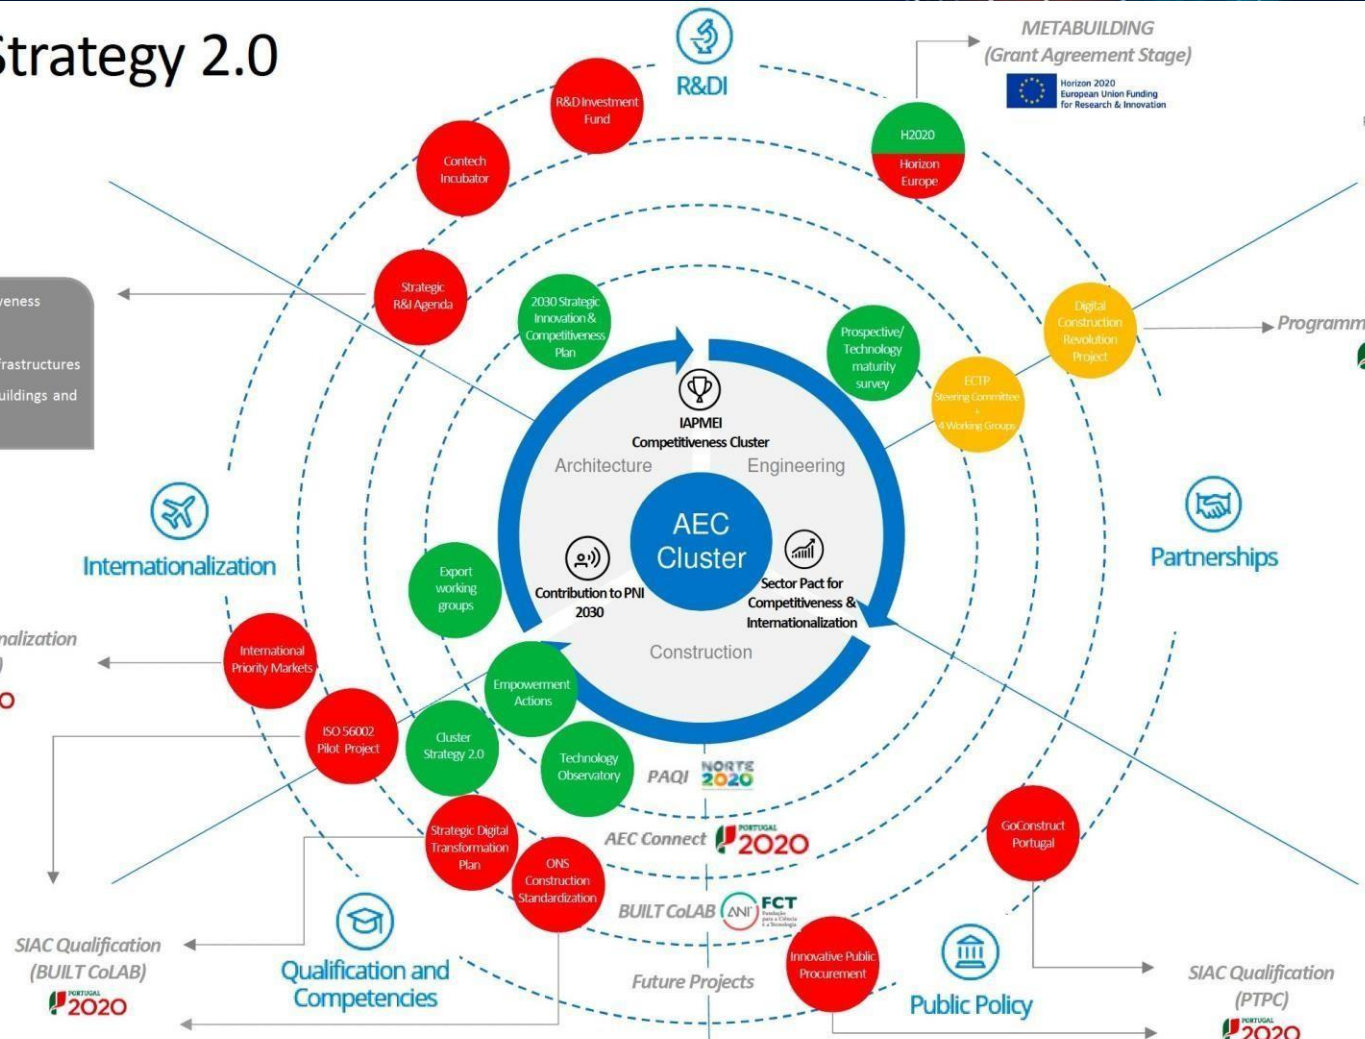 Strategy 2.0
R&DI
METABUILDING
(Grant Agreement Stage)
Horizon 2020
European Union Funding
for Research & Innovation
R&D Investment
Fund
Contech
Incubator
H2020
Horizon
Europe
Strategic
R&I Agenda
2030 Strategic
Innovation &
Competitiveness
Plan
Prospective/
Technology
maturity
survey
Digital
Construction
Revolution
Project
ECTP
Steering Committee
+
4 Working Groups
Programm
iveness
frastructures
uildings and
IAPMEI
Competitiveness Cluster
Architecture
Engineering
AEC
Cluster
Contribution to PNI
2030
Sector Pact for
Competitiveness &
Internationalization
Construction
Internationalization
Partnerships
Export
working
groups
International
Priority Markets
nalization
)
O
Empowerment
Actions
ISO 56002
Pilot Project
Cluster
Strategy 2.0
Technology
Observatory
PAQI
NORTE
2020
Strategic Digital
Transformation
Plan
AEC Connect
PORTUGAL
2020
GoConstruct
Portugal
ONS
Construction
Standardization
BUILT CoLAB
ANI
FCT
Fundação
para a Ciência
e a Tecnologia
SIAC Qualification
(BUILT CoLAB)
PORTUGAL
2020
Qualification and
Competencies
Future Projects
Innovative Public
Procurement
Public Policy
SIAC Qualification
(PTPC)
PORTUGAL
2020